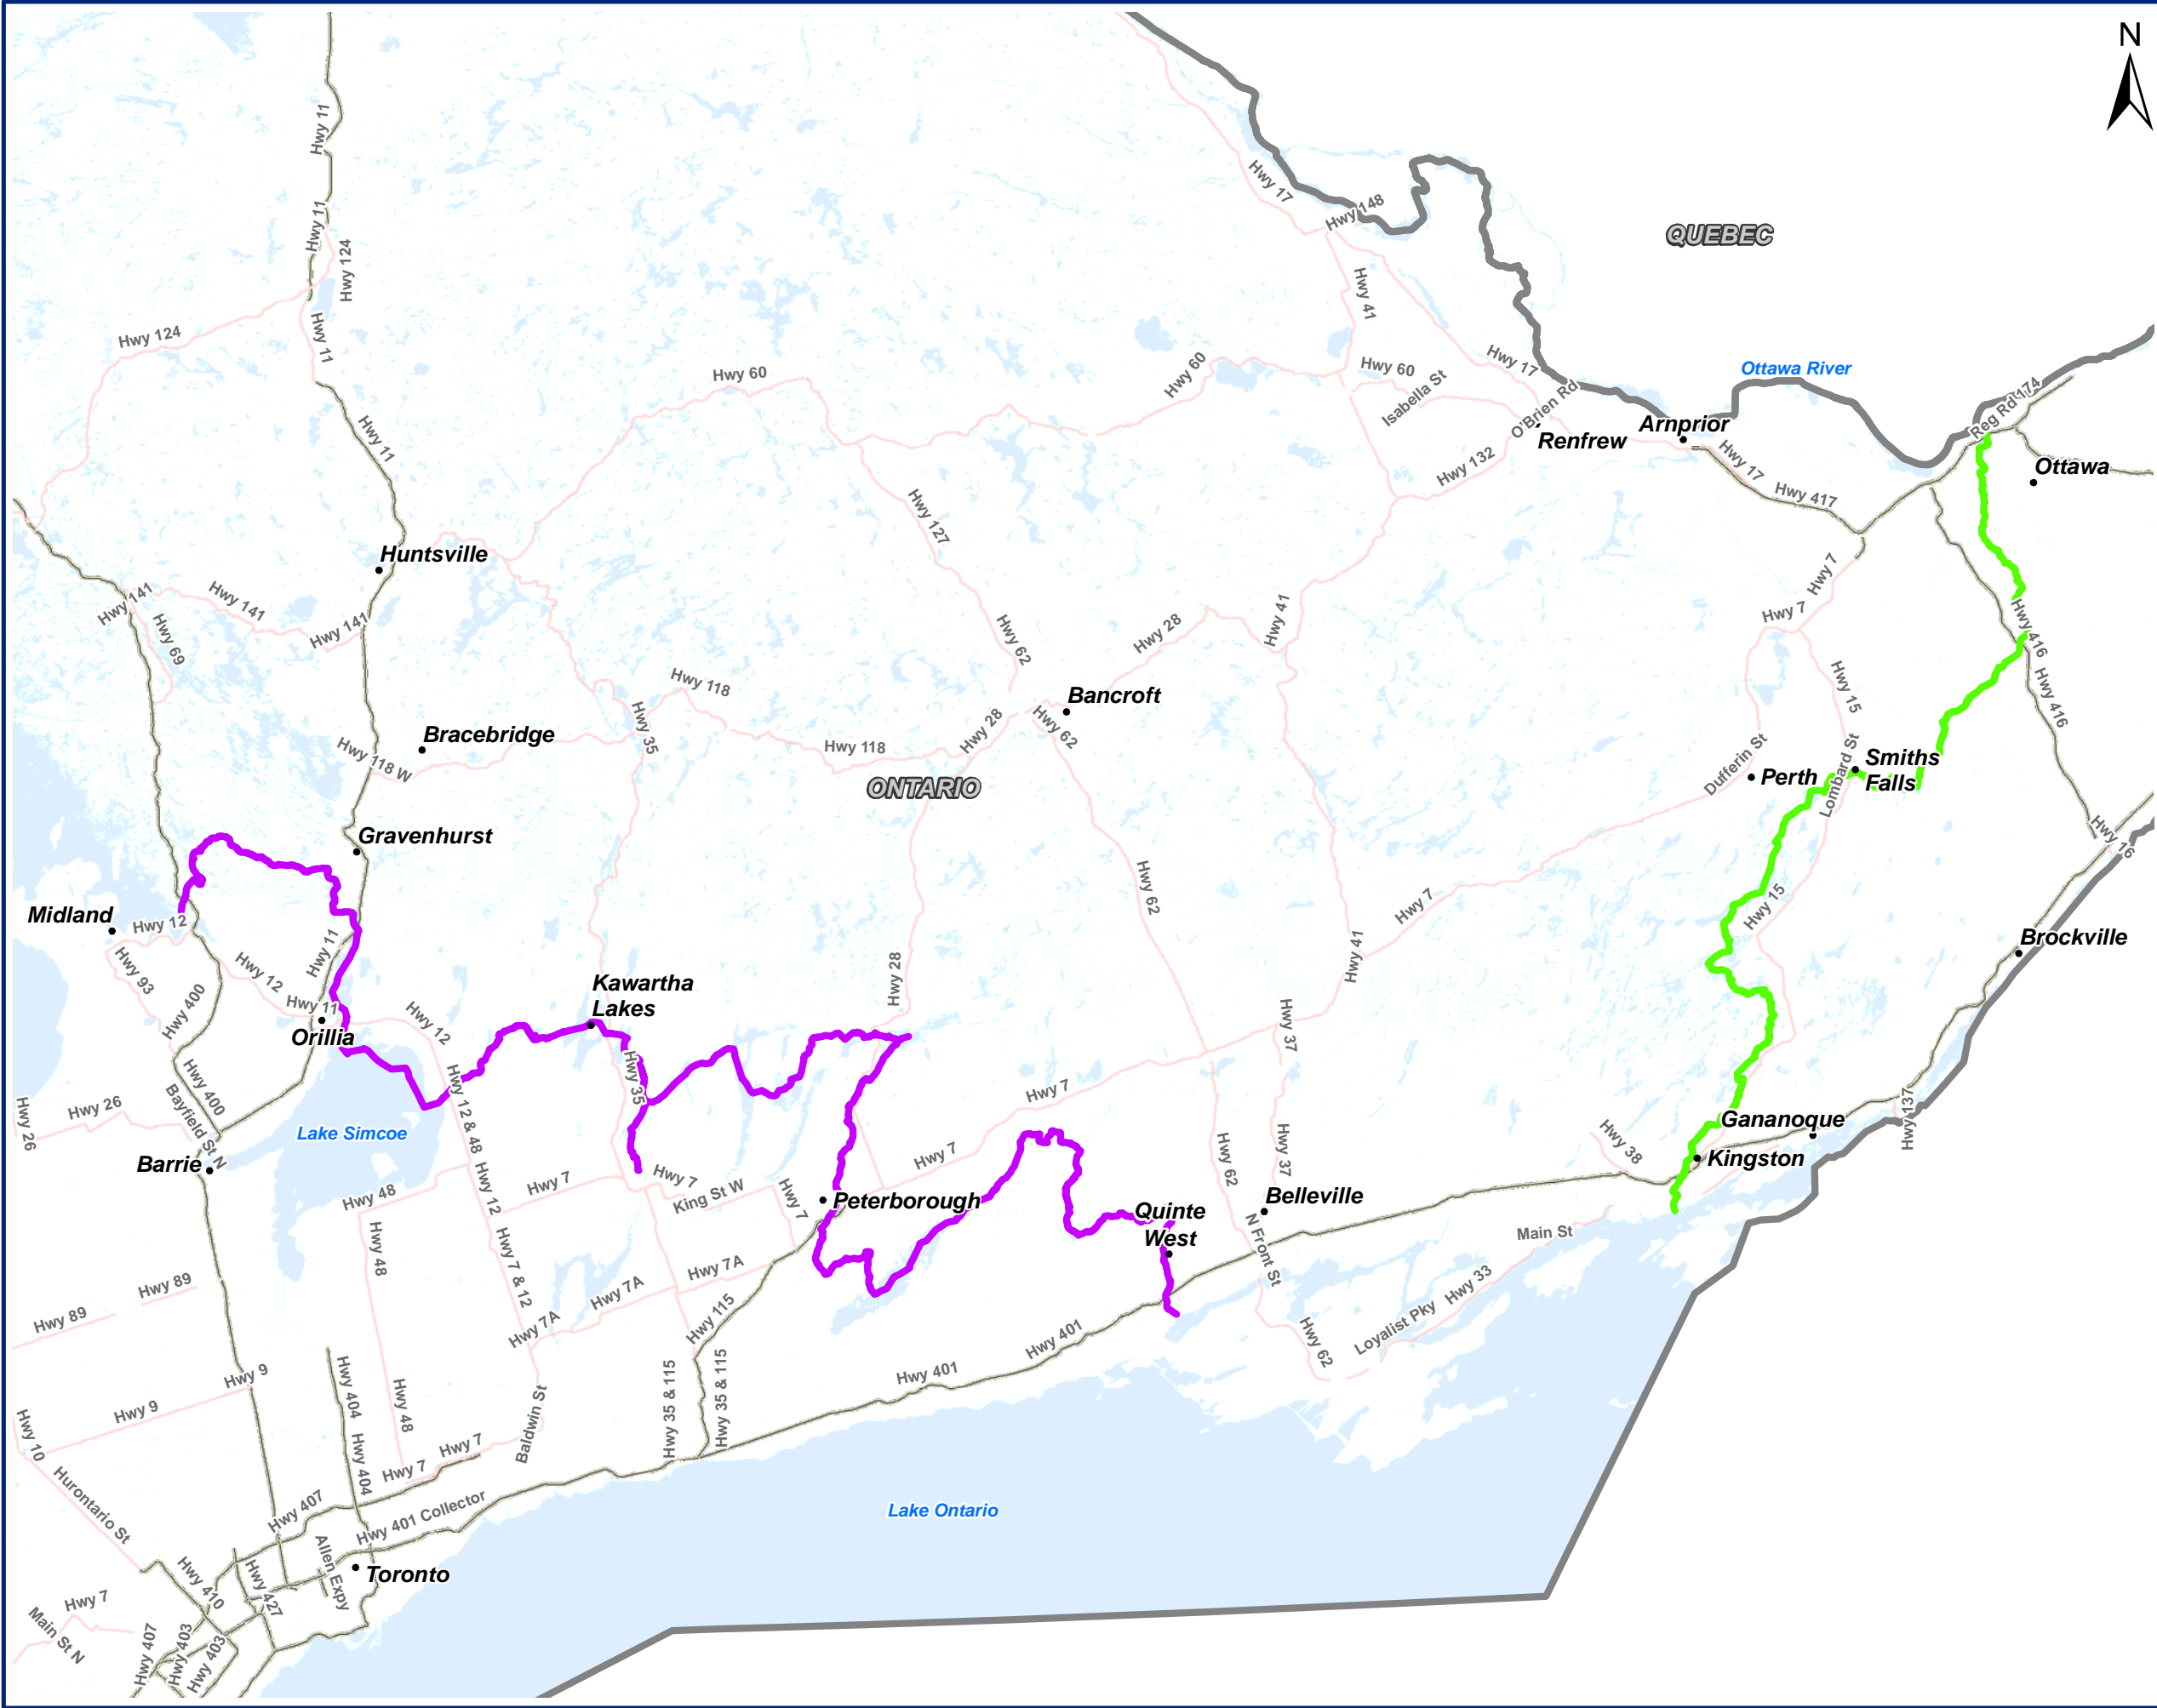 N
Hwy 11
Hwy 17
Hwy 148
Hwy 11
Hwy 124
QUEBEC
Hwy 41
Hwy 124
Hwy 11
Hwy 60
Hwy 60
Hwy 60
Hwy 17
Ottawa River
Isabella St
O'Brien Rd
Reg Rd 174
Hwy 11
Renfrew
Arnprior
Hwy 132
Hwy 17
Ottawa
Hwy 417
Hwy 127
Huntsville
Hwy 7
Hwy 141
Hwy 141
Hwy 141
Hwy 69
Hwy 62
Hwy 28
Hwy 41
Hwy 7
Hwy 416
Hwy 118
Hwy 15
Hwy 416
Bancroft
Hwy 35
Hwy 28
Hwy 62
Bracebridge
Hwy 118 W
Hwy 118
ONTARIO
Dufferin St
Perth
Lombard St
Smiths
Falls
Gravenhurst
Hwy 16
Midland
Hwy 12
Hwy 62
Hwy 7
Hwy 15
Brockville
Hwy 11
Hwy 93
Hwy 12
Hwy 400
Hwy 41
Kawartha
Lakes
Hwy 28
Hwy 11
Orillia
Hwy 12
Hwy 37
Hwy 35
Hwy 400
Hwy 12 & 48
Hwy 7
Hwy 26
Hwy 26
Bayfield St N
Lake Simcoe
Gananoque
Hwy 137
Barrie
Hwy 7
Hwy 62
Hwy 37
Hwy 38
Kingston
Hwy 48
Hwy 12
Hwy 7
Hwy 7
King St W
Hwy 7
Peterborough
Quinte
West
Belleville
Hwy 48
Hwy 7 & 12
N Front St
Main St
Hwy 89
Hwy 89
Hwy 7A
Hwy 7A
Hwy 7A
Hwy 115
Loyalist Pky
Hwy 33
Hwy 401
Hwy 62
Hwy 9
Hwy 9
Hwy 404
Hwy 48
Hwy 35 & 115
Hwy 35 & 115
Hwy 401
Hwy 10
Baldwin St
Hwy 7
Hwy 7
Hwy 404
Hurontario St
Hwy 407
Hwy 401 Collector
Lake Ontario
Allen Expy
Toronto
Hwy 410
Hwy 427
Hwy 7
Main St N
Hwy 407
Hwy 403
Hwy 403